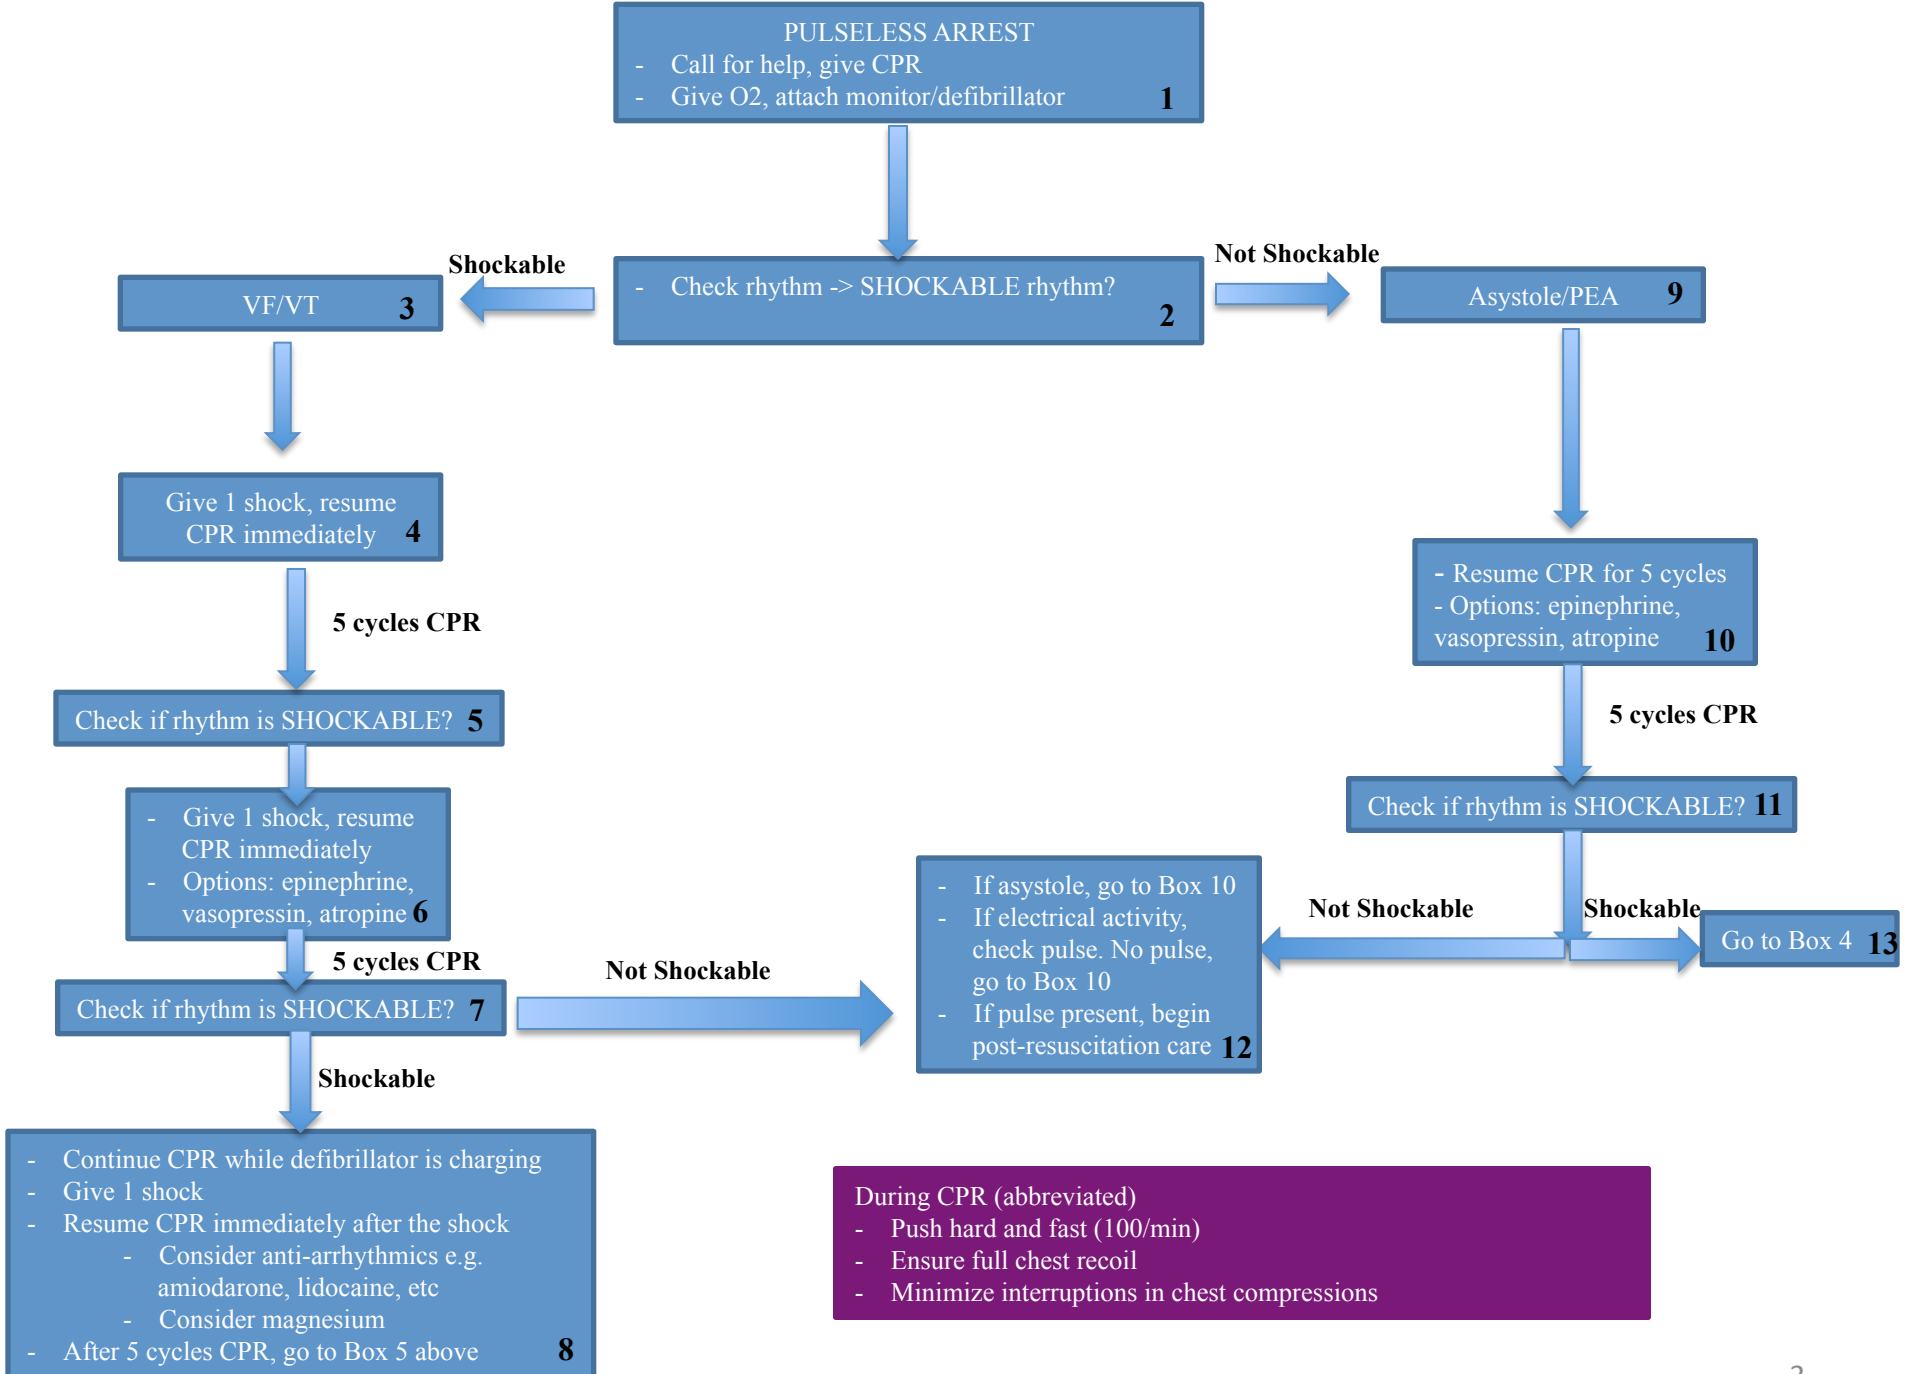 PULSELESS ARREST
- Call for help, give CPR
- Give O2, attach monitor/defibrillator 1
Shockable
Not Shockable
- Check rhythm -> SHOCKABLE rhythm?
2
VF/VT 3
Asystole/PEA 9
Give 1 shock, resume
CPR immediately 4
5 cycles CPR
- Resume CPR for 5 cycles
- Options: epinephrine,
vasopressin, atropine 10
5 cycles CPR
Check if rhythm is SHOCKABLE? 5
Check if rhythm is SHOCKABLE? 11
- Give 1 shock, resume
CPR immediately
- Options: epinephrine,
vasopressin, atropine 6
5 cycles CPR
Not Shockable
Check if rhythm is SHOCKABLE? 7
Shockable
- If asystole, go to Box 10
- If electrical activity,
check pulse. No pulse,
go to Box 10
- If pulse present, begin
post-resuscitation care 12
Not Shockable
Shockable
Go to Box 4 13
- Continue CPR while defibrillator is charging
- Give 1 shock
- Resume CPR immediately after the shock
- Consider anti-arrhythmics e.g.
amiodarone, lidocaine, etc
- Consider magnesium
- After 5 cycles CPR, go to Box 5 above 8
During CPR (abbreviated)
- Push hard and fast (100/min)
- Ensure full chest recoil
- Minimize interruptions in chest compressions